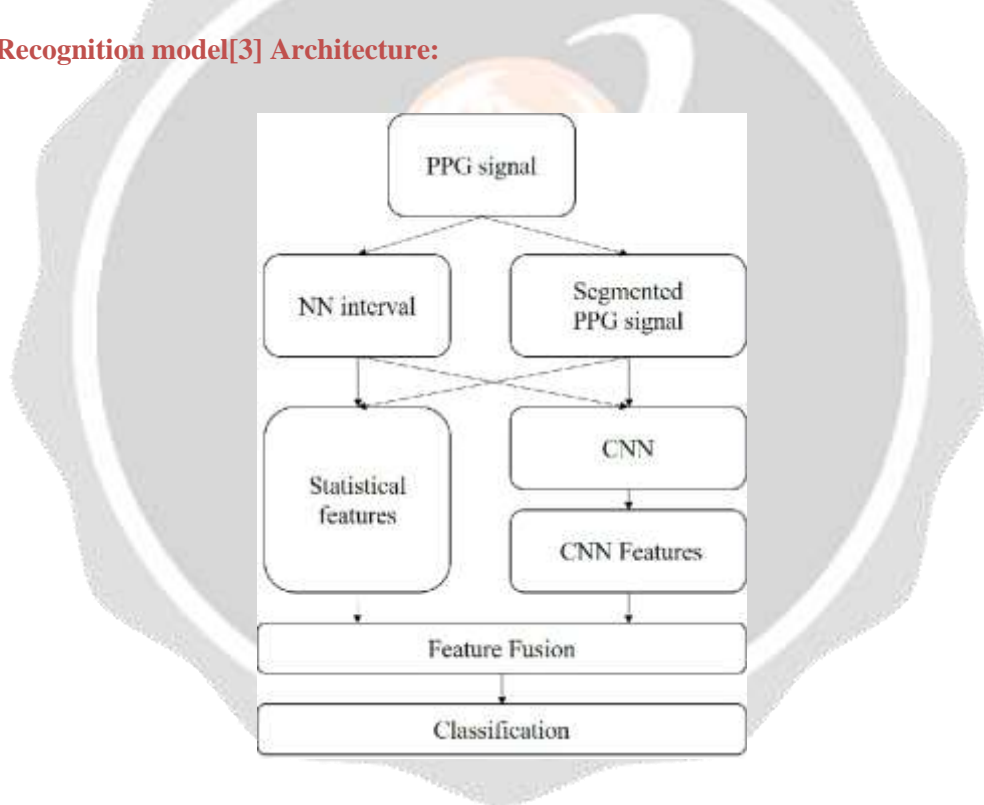 Recognition model[3] Architecture:
PPG signal
NN interval
Segmented
PPG signal
Statistical
features
CNN
CNN Features
Feature Fusion
Classification